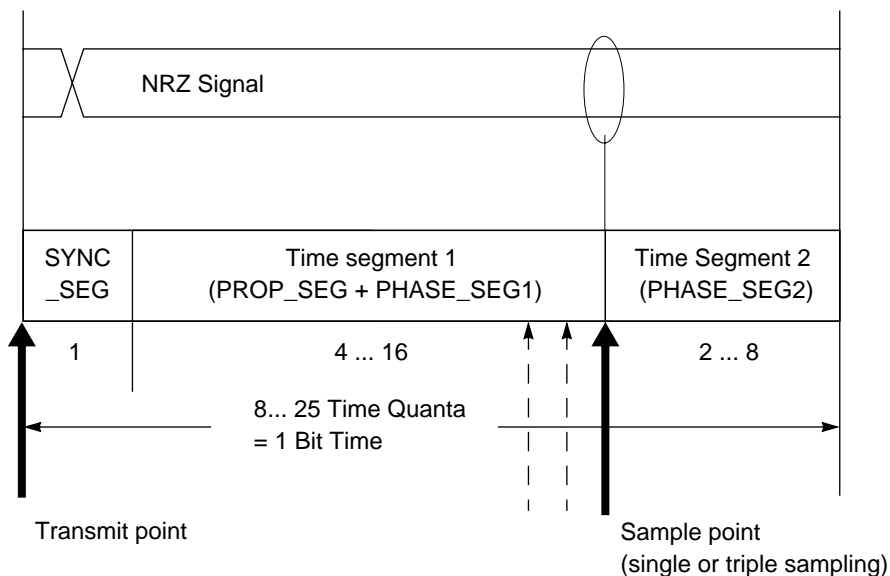 NRZ Signal
SYNC
_SEG
Time segment 1
(PROP_SEG + PHASE_SEG1)
Time Segment 2
(PHASE_SEG2)
1
4 ... 16
2 ... 8
8... 25 Time Quanta
= 1 Bit Time
Transmit point
Sample point
(single or triple sampling)